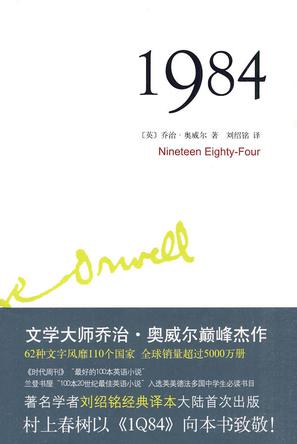 1984
〔英〕乔治·奥威尔 著 刘绍铭 译
Nineteen Eighty-Four
e Orwell
文学大师乔治·奥威尔巅峰杰作
62种文字风靡110个国家 全球销量超过5000万册
《时代周刊》“最好的100本英语小说”
兰登书屋“100本20世纪最佳英语小说” 入选英美德法多国中学生必读书目
著名学者刘绍铭经典译本大陆首次出版
村上春树以《1Q84》向本书致敬!